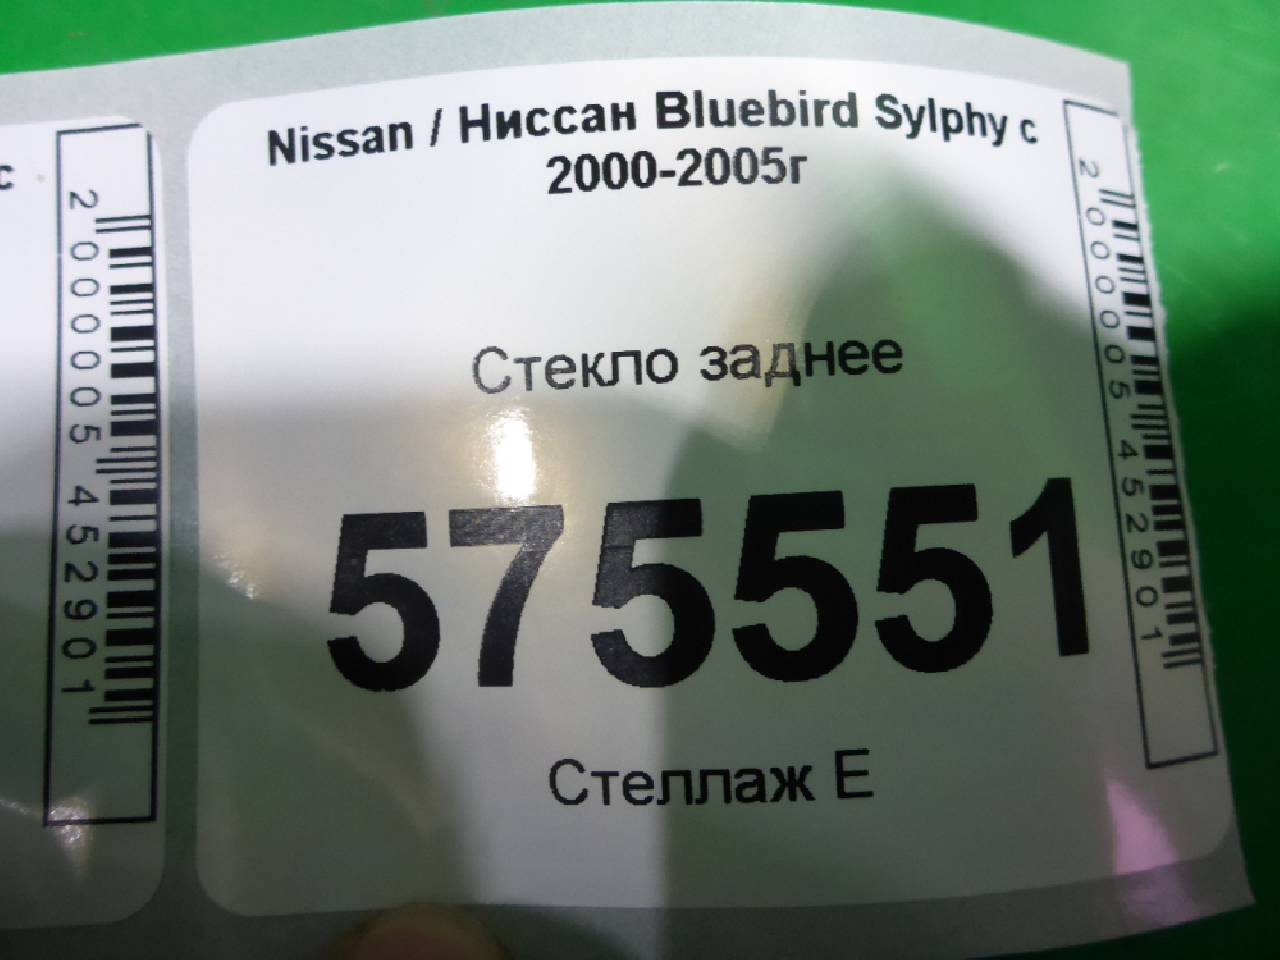 с
2000005452901
Nissan / Ниссан Bluebird Sylphy с
2000-2005г
Стекло заднее
575551
Стеллаж Е
2000005452901